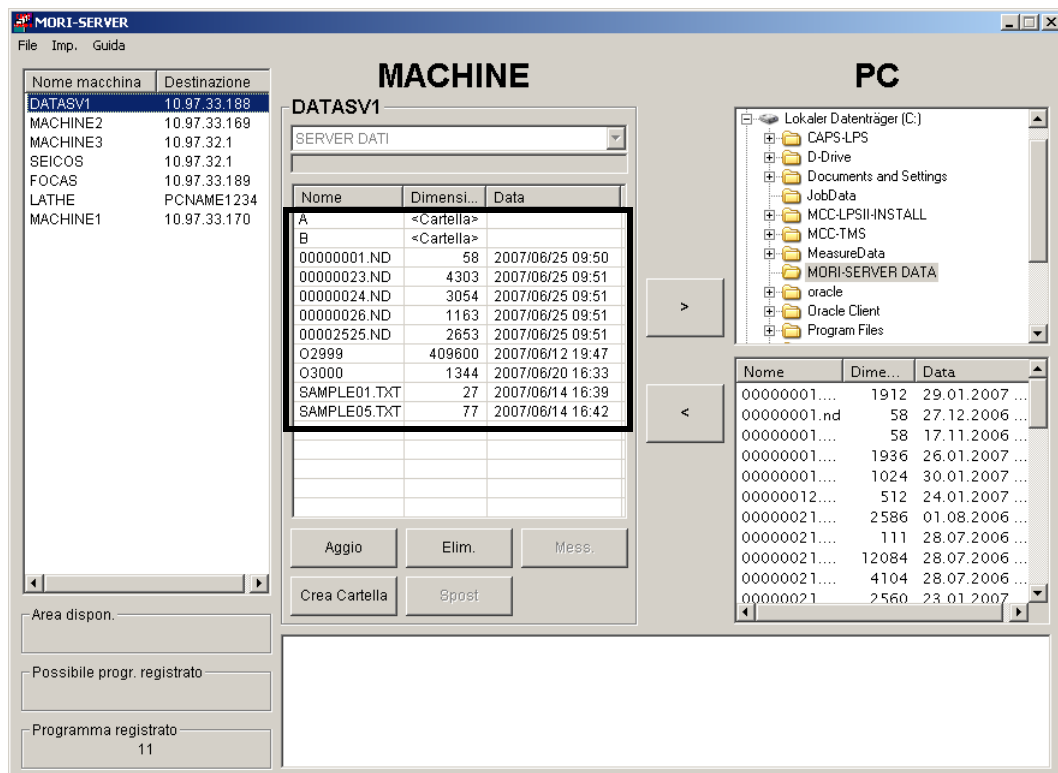 MORI-SERVER
File Imp. Guida
MACHINE
PC
Nome macchina Destinazione
DATASV1 10.97.33.188
MACHINE2 10.97.33.169
MACHINE3 10.97.32.1
SEICOS 10.97.32.1
FOCAS 10.97.33.189
LATHE PCNAME1234
MACHINE1 10.97.33.170
Area dispon.
Possibile progr. registrato
Programma registrato
11
DATASV1
SERVER DATI
Nome Dimensi... Data
A <Cartella>
B <Cartella>
00000001.ND 58 2007/06/25 09:50
00000023.ND 4303 2007/06/25 09:51
00000024.ND 3054 2007/06/25 09:51
00000026.ND 1163 2007/06/25 09:51
00002525.ND 2653 2007/06/25 09:51
O2999 409600 2007/06/12 19:47
O3000 1344 2007/06/20 16:33
SAMPLE01.TXT 27 2007/06/14 16:39
SAMPLE05.TXT 77 2007/06/14 16:42
Aggio Elim. Mess.
Crea Cartella Spost
>
<
Lokaler Datenträger (C:)
CAPS-LPS
D-Drive
Documents and Settings
JobData
MCC-LPSII-INSTALL
MCC-TMS
MeasureData
MORI-SERVER DATA
oracle
Oracle Client
Program Files
Nome Dime... Data
00000001.... 1912 29.01.2007 ...
00000001.nd 58 27.12.2006 ...
00000001.... 58 17.11.2006 ...
00000001.... 1936 26.01.2007 ...
00000001.... 1024 30.01.2007 ...
00000012.... 512 24.01.2007 ...
00000021.... 2586 01.08.2006 ...
00000021.... 111 28.07.2006 ...
00000021.... 12084 28.07.2006 ...
00000021.... 4104 28.07.2006 ...
00000021 2560 23.01.2007